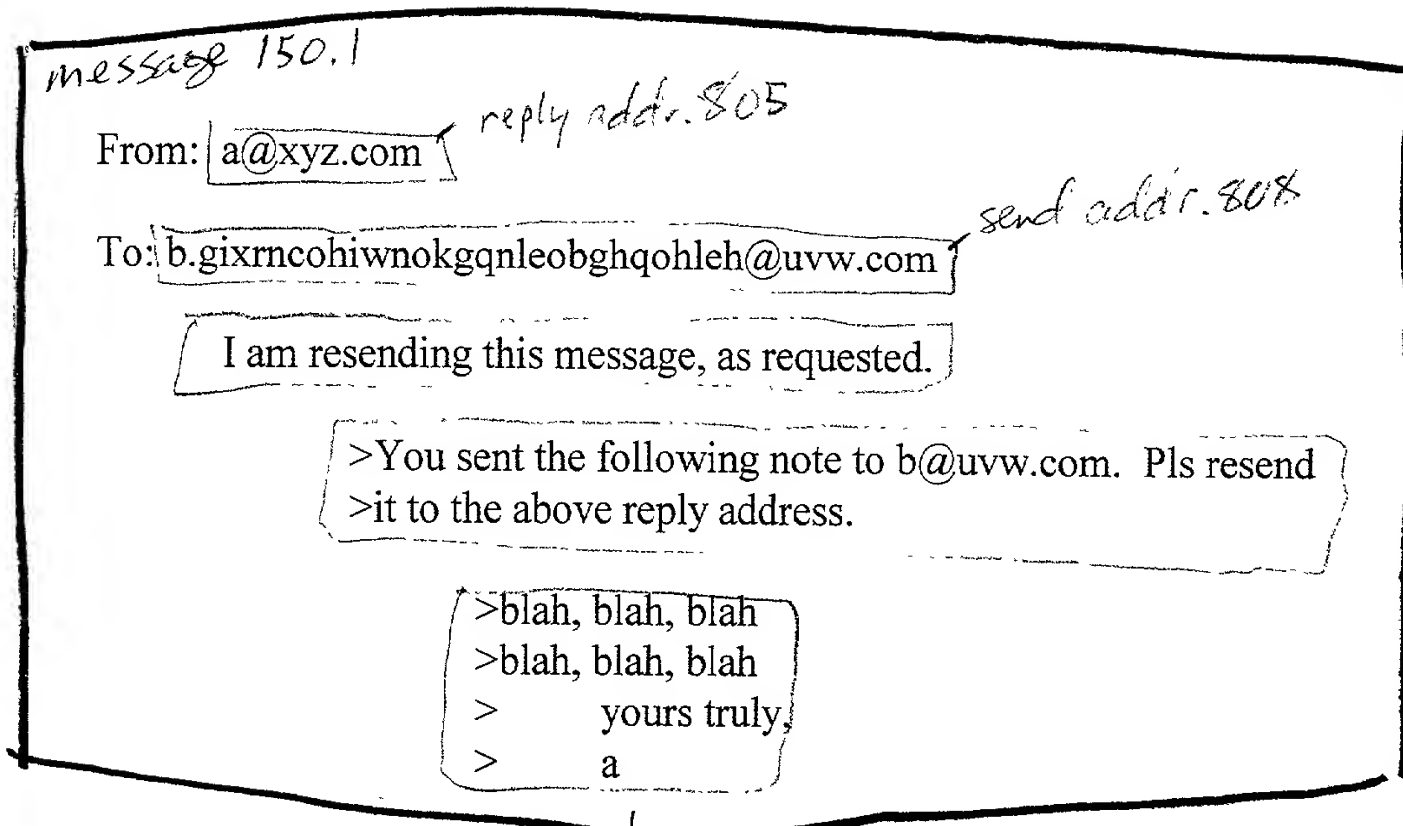 message 150.1
reply addr. 805
From: a@xyz.com
send addr. 808
To: b.gixrncohiwnokgqnleobghqohleh@uvw.com
I am resending this message, as requested.
>You sent the following note to b@uvw.com. Pls resend
>it to the above reply address.
>blah, blah, blah
>blah, blah, blah
> yours truly,
> a